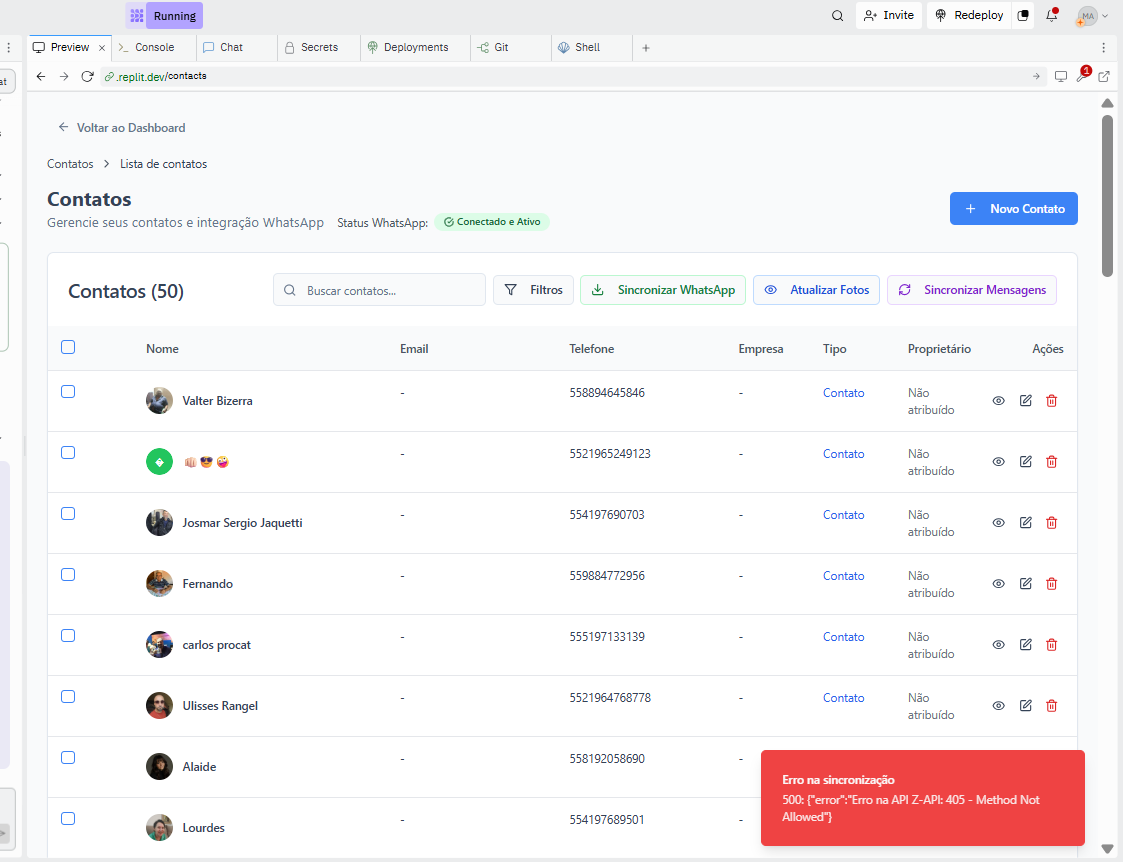 Running
Invite
Redeploy
MA
Preview
Console
Chat
Secrets
Deployments
Git
Shell
at
.replit.dev/contacts
1
Voltar ao Dashboard
Contatos > Lista de contatos
Contatos
Gerencie seus contatos e integração WhatsApp Status WhatsApp: Conectado e Ativo
+ Novo Contato
Contatos (50)
Buscar contatos...
Filtros
Sincronizar WhatsApp
Atualizar Fotos
Sincronizar Mensagens
Nome Email Telefone Empresa Tipo Proprietário Ações
Valter Bizerra - 558894645846 - Contato Não
atribuído
👊🏻😎🤪 - 5521965249123 - Contato Não
atribuído
Josmar Sergio Jaquetti - 554197690703 - Contato Não
atribuído
Fernando - 559884772956 - Contato Não
atribuído
carlos procat - 555197133139 - Contato Não
atribuído
Ulisses Rangel - 5521964768778 - Contato Não
atribuído
Alaide - 558192058690 -
Lourdes - 554197689501 -
Erro na sincronização
500: {"error":"Erro na API Z-API: 405 - Method Not
Allowed"}